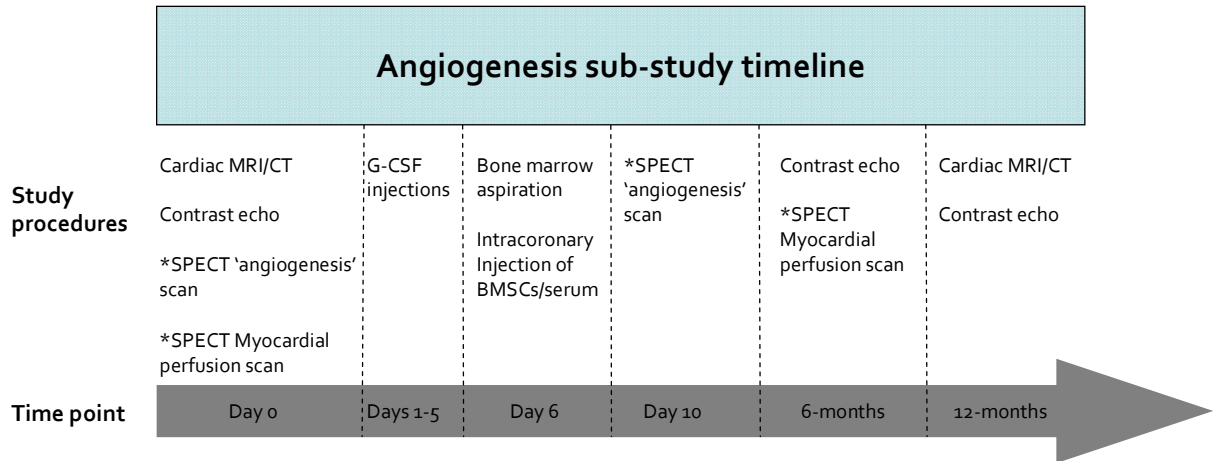 Angiogenesis sub-study timeline
Study
procedures
Cardiac MRI/CT
Contrast echo
*SPECT ‘angiogenesis’
scan
*SPECT Myocardial
perfusion scan
G-CSF
injections
Bone marrow
aspiration
Intracoronary
Injection of
BMSCs/serum
*SPECT
‘angiogenesis’
scan
Contrast echo
*SPECT
Myocardial
perfusion scan
Cardiac MRI/CT
Contrast echo
Time point
Day 0
Days 1-5
Day 6
Day 10
6-months
12-months